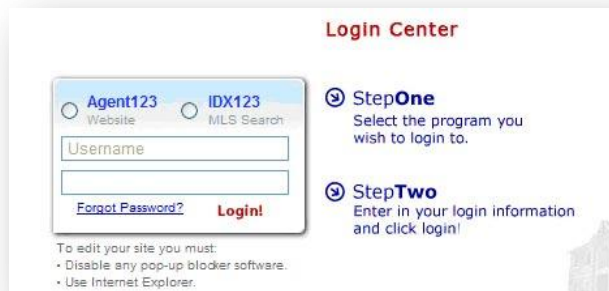 Login Center
Agent123
Website
IDX123
MLS Search
Username
Forgot Password?
Login!
To edit your site you must:
• Disable any pop-up blocker software.
• Use Internet Explorer.
StepOne
Select the program you
wish to login to.
StepTwo
Enter in your login information
and click login!